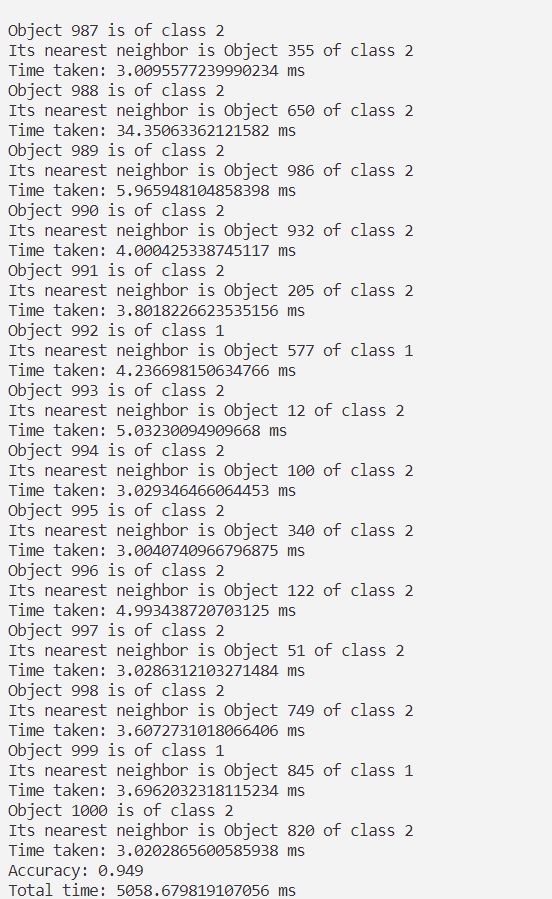 Object 987 is of class 2
Its nearest neighbor is Object 355 of class 2
Time taken: 3.0095577239990234 ms
Object 988 is of class 2
Its nearest neighbor is Object 650 of class 2
Time taken: 34.35063362121582 ms
Object 989 is of class 2
Its nearest neighbor is Object 986 of class 2
Time taken: 5.965948104858398 ms
Object 990 is of class 2
Its nearest neighbor is Object 932 of class 2
Time taken: 4.000425338745117 ms
Object 991 is of class 2
Its nearest neighbor is Object 205 of class 2
Time taken: 3.8018226623535156 ms
Object 992 is of class 1
Its nearest neighbor is Object 577 of class 1
Time taken: 4.236698150634766 ms
Object 993 is of class 2
Its nearest neighbor is Object 12 of class 2
Time taken: 5.03230094909668 ms
Object 994 is of class 2
Its nearest neighbor is Object 100 of class 2
Time taken: 3.029346466064453 ms
Object 995 is of class 2
Its nearest neighbor is Object 340 of class 2
Time taken: 3.0040740966796875 ms
Object 996 is of class 2
Its nearest neighbor is Object 122 of class 2
Time taken: 4.993438720703125 ms
Object 997 is of class 2
Its nearest neighbor is Object 51 of class 2
Time taken: 3.0286312103271484 ms
Object 998 is of class 2
Its nearest neighbor is Object 749 of class 2
Time taken: 3.6072731018066406 ms
Object 999 is of class 1
Its nearest neighbor is Object 845 of class 1
Time taken: 3.6962032318115234 ms
Object 1000 is of class 2
Its nearest neighbor is Object 820 of class 2
Time taken: 3.0202865600585938 ms
Accuracy: 0.949
Total time: 5058.679819107056 ms